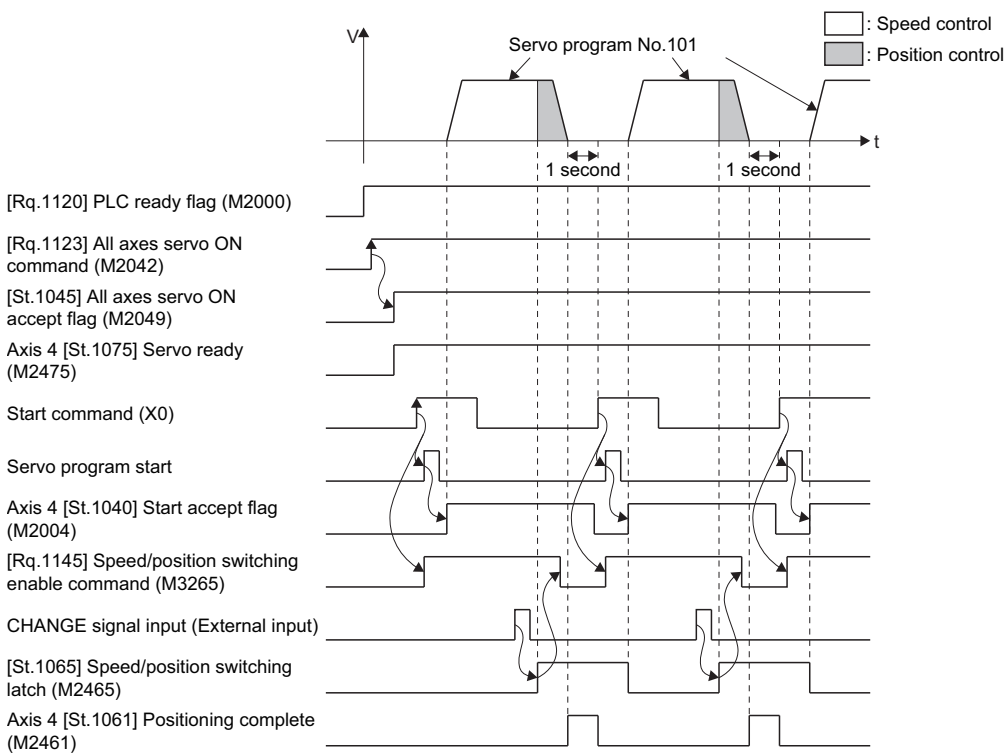 : Speed control
: Position control
V
Servo program No.101
t
1 second
1 second
[Rq.1120] PLC ready flag (M2000)
[Rq.1123] All axes servo ON
command (M2042)
[St.1045] All axes servo ON
accept flag (M2049)
Axis 4 [St.1075] Servo ready
(M2475)
Start command (X0)
Servo program start
Axis 4 [St.1040] Start accept flag
(M2004)
[Rq.1145] Speed/position switching
enable command (M3265)
CHANGE signal input (External input)
[St.1065] Speed/position switching
latch (M2465)
Axis 4 [St.1061] Positioning complete
(M2461)